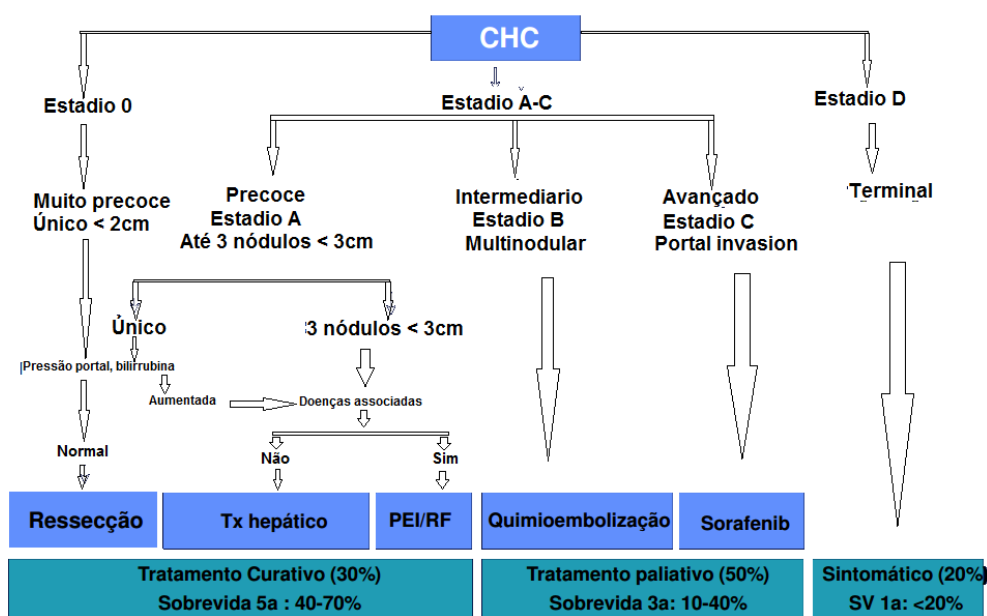 CHC
Estadio 0
Estadio A-C
Estadio D
Muito precoce
Único < 2cm
Precoce
Estadio A
Até 3 nódulos < 3cm
Intermediario
Estadio B
Multinodular
Avançado
Estadio C
Portal invasion
Terminal
Único
3 nódulos < 3cm
Pressão portal, bilirrubina
Aumentada
Doenças associadas
Normal
Não
Sim
Ressecção
Tx hepático
PEI/RF
Quimioembolização
Sorafenib
Tratamento Curativo (30%)
Sobrevida 5a : 40-70%
Tratamento paliativo (50%)
Sobrevida 3a: 10-40%
Sintomático (20%)
SV 1a: <20%